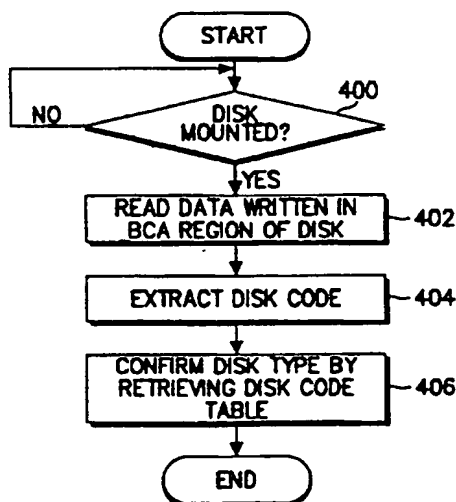 START
400
DISK
NO
MOUNTED?
YES
READ DATA WRITTEN IN
BCA REGION OF DISK
402
EXTRACT DISK CODE
404
CONFIRM DISK TYPE BY
RETRIEVING DISK CODE
TABLE
406
END